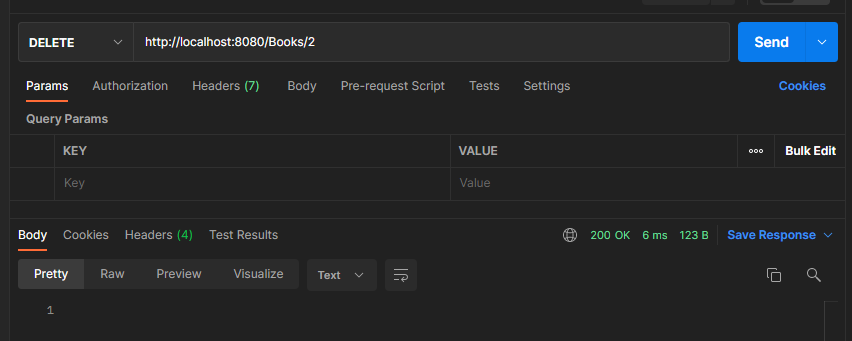 DELETE http://localhost:8080/Books/2 Send
Params Authorization Headers (7) Body Pre-request Script Tests Settings Cookies
Query Params
KEY VALUE ooo Bulk Edit
Key Value
Body Cookies Headers (4) Test Results 200 OK 6 ms 123 B Save Response
Pretty Raw Preview Visualize Text
1